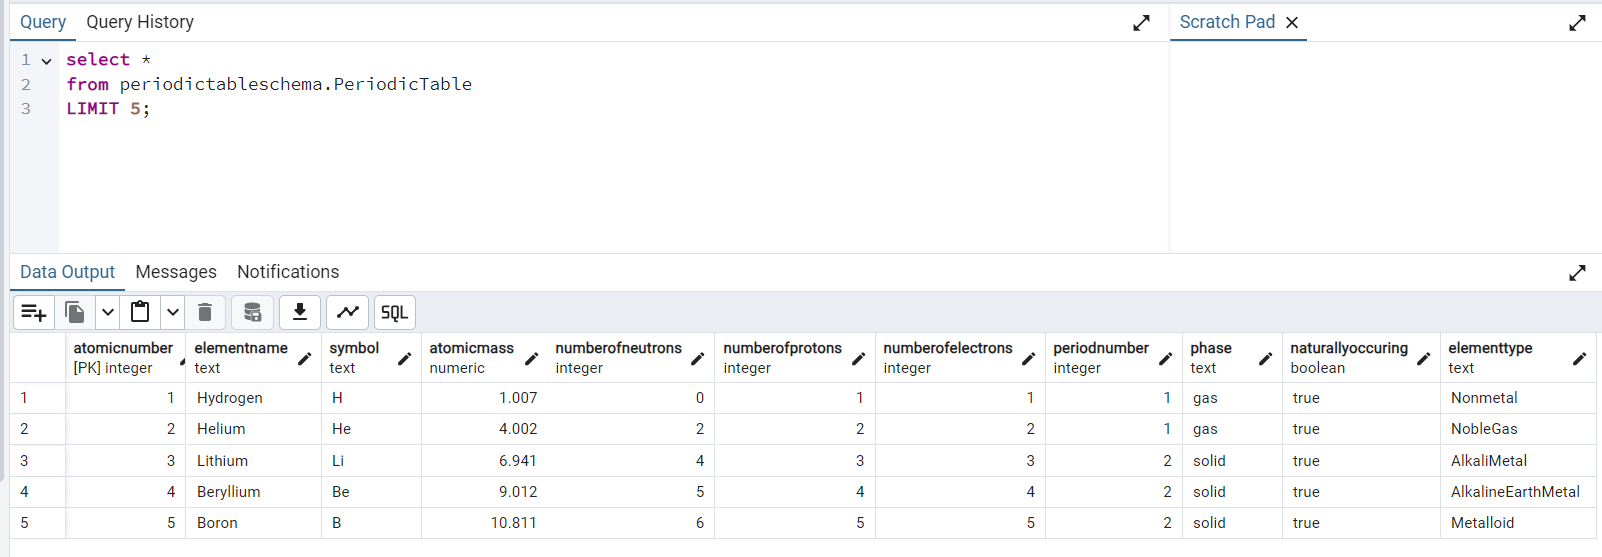 Query Query History Scratch Pad
1 select *
2 from periodictableschema.PeriodicTable
3 LIMIT 5;
Data Output Messages Notifications
SQL
atomicnumber elementname symbol atomicmass numberofneutrons numberofprotons numberofelectrons periodnumber phase naturallyoccuring elementtype
[PK] integer text text numeric integer integer integer integer text boolean text
1 1 Hydrogen H 1.007 0 1 1 1 gas true Nonmetal
2 2 Helium He 4.002 2 2 2 1 gas true NobleGas
3 3 Lithium Li 6.941 4 3 3 2 solid true AlkaliMetal
4 4 Beryllium Be 9.012 5 4 4 2 solid true AlkalineEarthMetal
5 5 Boron B 10.811 6 5 5 2 solid true Metalloid